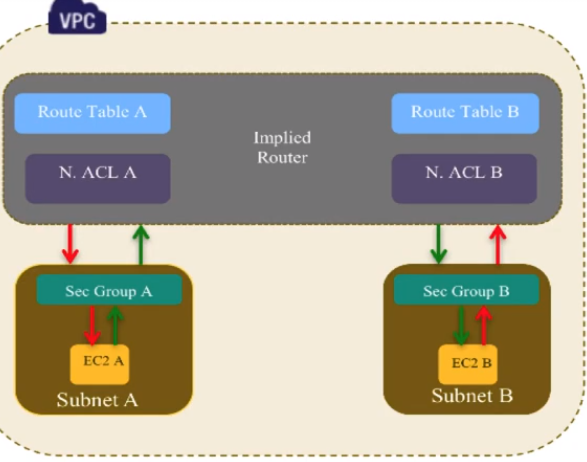 VPC
Route Table A
Route Table B
Implied
Router
N. ACL A
N. ACL B
Sec Group A
Sec Group B
EC2 A
EC2 B
Subnet A
Subnet B